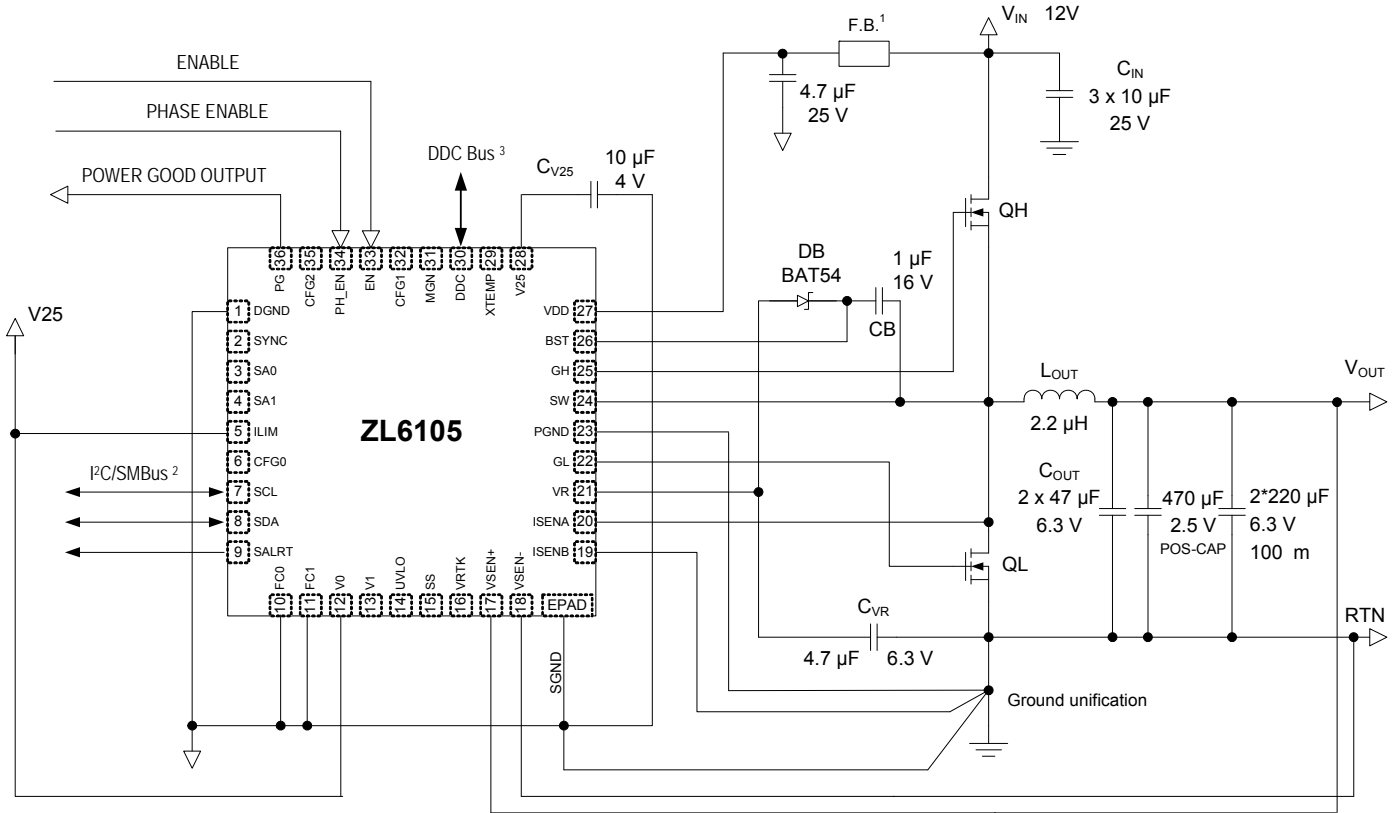 V_IN 12V
F.B.¹
ENABLE
PHASE ENABLE
POWER GOOD OUTPUT
DDC Bus ³
C_V25
10 µF
4 V
4.7 µF
25 V
C_IN
3 x 10 µF
25 V
QH
DB
BAT54
1 µF
16 V
CB
36 PG
35 CFG2
34 PH_EN
33 EN
32 CFG1
31 MGN
30 DDC
29 XTEMP
28 V25
V25
1 DGND
2 SYNC
3 SA0
4 SA1
5 ILIM
6 CFG0
7 SCL
8 SDA
9 SALRT
I²C/SMBus ²
ZL6105
VDD 27
BST 26
GH 25
SW 24
PGND 23
GL 22
VR 21
ISENA 20
ISENB 19
10 FC0
11 FC1
12 V0
13 V1
14 UVLO
15 SS
16 VRTK
17 VSEN+
18 VSEN-
EPAD
SGND
L_OUT
2.2 µH
V_OUT
C_OUT
2 x 47 µF
6.3 V
470 µF
2.5 V
POS-CAP
2*220 µF
6.3 V
100 m
QL
C_VR
4.7 µF 6.3 V
RTN
Ground unification